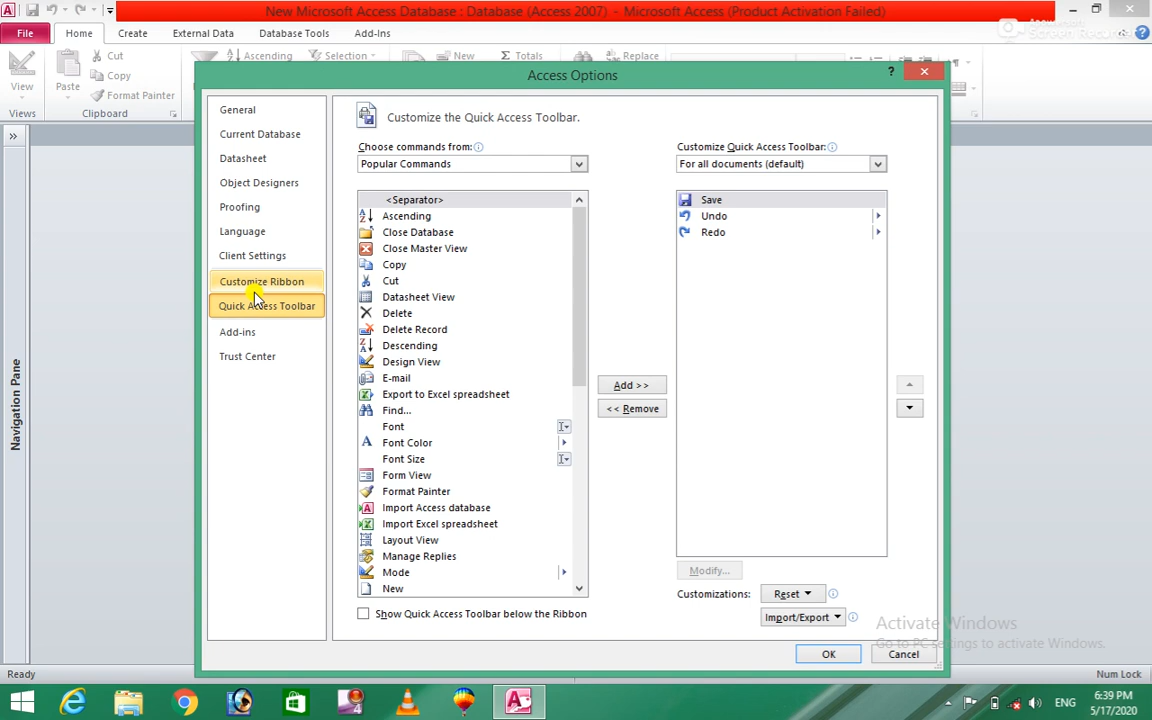 New Microsoft Access Database : Database (Access 2007) - Microsoft Access (Product Activation Failed)
File Home Create External Data Database Tools Add-Ins
Screen Recorder
View
Views
Paste
Cut
Copy
Format Painter
Clipboard
Ascending
Selection
New
Totals
Replace
Access Options
General
Current Database
Datasheet
Object Designers
Proofing
Language
Client Settings
Customize Ribbon
Quick Access Toolbar
Add-ins
Trust Center
Customize the Quick Access Toolbar.
Choose commands from:
Popular Commands
<Separator>
Ascending
Close Database
Close Master View
Copy
Cut
Datasheet View
Delete
Delete Record
Descending
Design View
E-mail
Export to Excel spreadsheet
Find...
Font
Font Color
Font Size
Form View
Format Painter
Import Access database
Import Excel spreadsheet
Layout View
Manage Replies
Mode
New
Show Quick Access Toolbar below the Ribbon
Add >>
<< Remove
Customize Quick Access Toolbar:
For all documents (default)
Save
Undo
Redo
Modify...
Customizations: Reset
Import/Export
OK Cancel
Activate Windows
Go to PC settings to activate Windows.
Navigation Pane
Ready
Num Lock
ENG
6:39 PM
5/17/2020